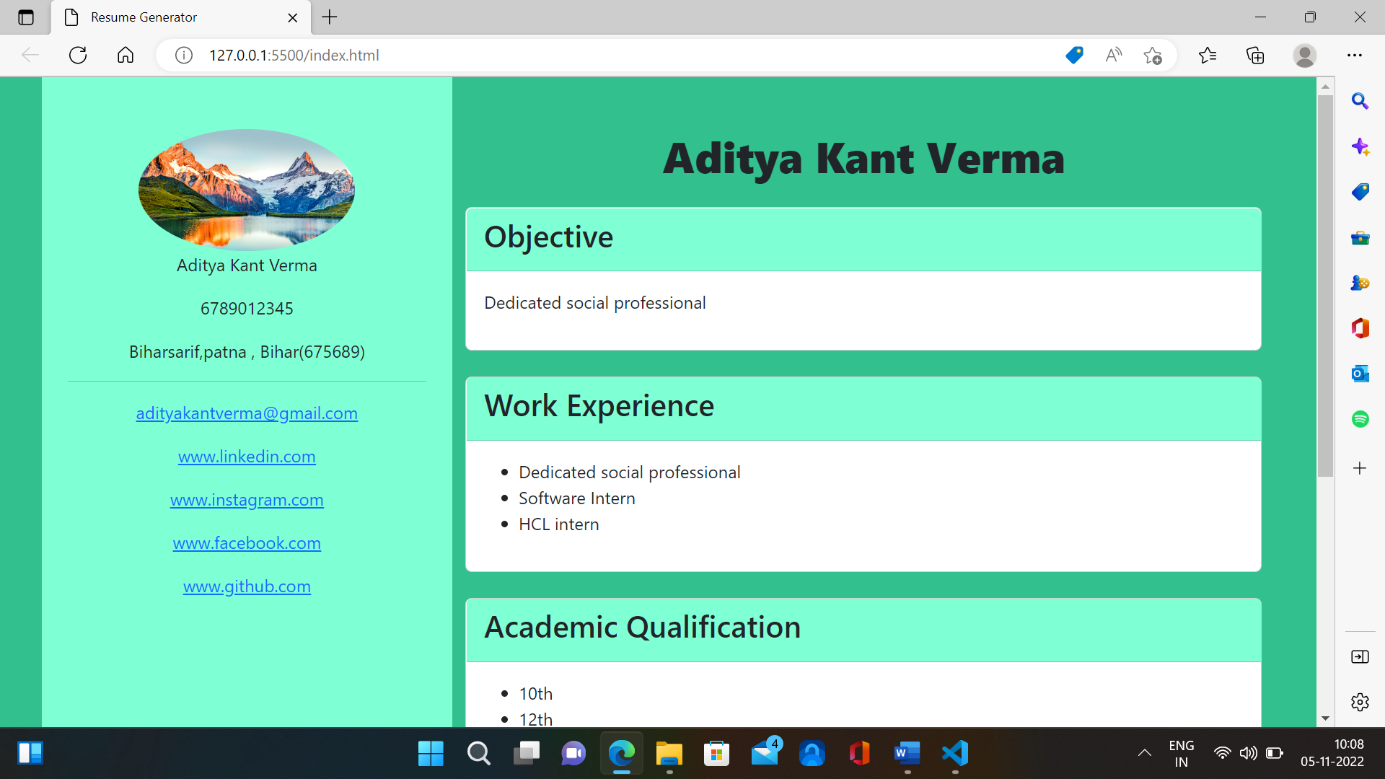 Resume Generator
127.0.0.1:5500/index.html
Aditya Kant Verma
6789012345
Biharsarif,patna , Bihar(675689)
adityakantverma@gmail.com
www.linkedin.com
www.instagram.com
www.facebook.com
www.github.com
Aditya Kant Verma
Objective
Dedicated social professional
Work Experience
Dedicated social professional
Software Intern
HCL intern
Academic Qualification
10th
12th
4
ENG
IN
10:08
05-11-2022